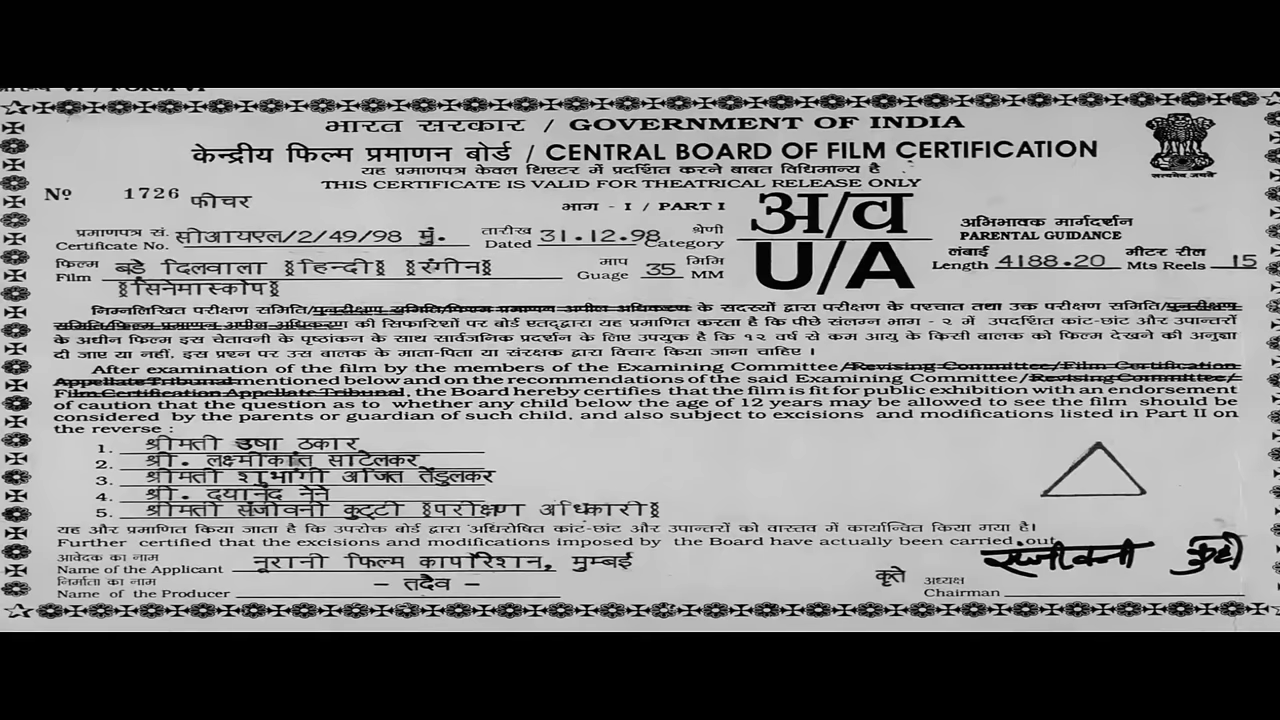 भारत सरकार / GOVERNMENT OF INDIA
केन्द्रीय फिल्म प्रमाणन बोर्ड / CENTRAL BOARD OF FILM CERTIFICATION
यह प्रमाणपत्र केवल थिएटर में प्रदर्शित करने बाबत विधिमान्य है
THIS CERTIFICATE IS VALID FOR THEATRICAL RELEASE ONLY
सत्यमेव जयते
Nº 1726 फीचर
भाग - I / PART I
अ/व
U/A
अभिभावक मार्गदर्शन
PARENTAL GUIDANCE
प्रमाणपत्र सं. सीआयएल/2/49/98 मुं. तारीख 31.12.98 श्रेणी
Certificate No. Dated Category
लंबाई 4188.20 मीटर रील 15
Length Mts Reels
फिल्म बड़े दिलवाला (हिन्दी) (रंगीन) माप 35 मिमि
Film Guage MM
(सिनेमास्कोप)
निम्नलिखित परीक्षण समिति/पुनरीक्षण समिति/फिल्म प्रमाणन अपील अधिकरण के सदस्यों द्वारा परीक्षण के पश्चात तथा उक्त परीक्षण समिति/पुनरीक्षण
समिति/फिल्म प्रमाणन अपील अधिकरण की सिफारिशों पर बोर्ड एतद्द्वारा यह प्रमाणित करता है कि पीछे संलग्न भाग - २ में उपदर्शित कांट-छांट और उपान्तरों
के अधीन फिल्म इस चेतावनी के पृष्ठांकन के साथ सार्वजनिक प्रदर्शन के लिए उपयुक्त है कि १२ वर्ष से कम आयु के किसी बालक को फिल्म देखने की अनुज्ञा
दी जाए या नहीं, इस प्रश्न पर उस बालक के माता-पिता या संरक्षक द्वारा विचार किया जाना चाहिए ।
After examination of the film by the members of the Examining Committee/Revising Committee/Film Certification
Appellate Tribunal mentioned below and on the recommendations of the said Examining Committee/Revising Committee/
Film Certification Appellate Tribunal, the Board hereby certifies that the film is fit for public exhibition with an endorsement
of caution that the question as to whether any child below the age of 12 years may be allowed to see the film should be
considered by the parents or guardian of such child. and also subject to excisions and modifications listed in Part II on
the reverse :
1. श्रीमती उषा ठकार
2. श्री. लक्ष्मीकांत साटेलकर
3. श्रीमती शुभांगी अजित तेंडुलकर
4. श्री. दयानंद नेने
5. श्रीमती संजीवनी कुट्टी (परीक्षण अधिकारी)
यह और प्रमाणित किया जाता है कि उपरोक्त बोर्ड द्वारा अधिरोपित कांट-छांट और उपान्तरों को वास्तव में कार्यान्वित किया गया है।
Further certified that the excisions and modifications imposed by the Board have actually been carried out.
आवेदक का नाम नूरानी फिल्म कार्पोरेशन, मुम्बई
Name of the Applicant
संजीवनी कुट्टी
निर्माता का नाम - तदैव -
Name of the Producer
कृते अध्यक्ष
Chairman